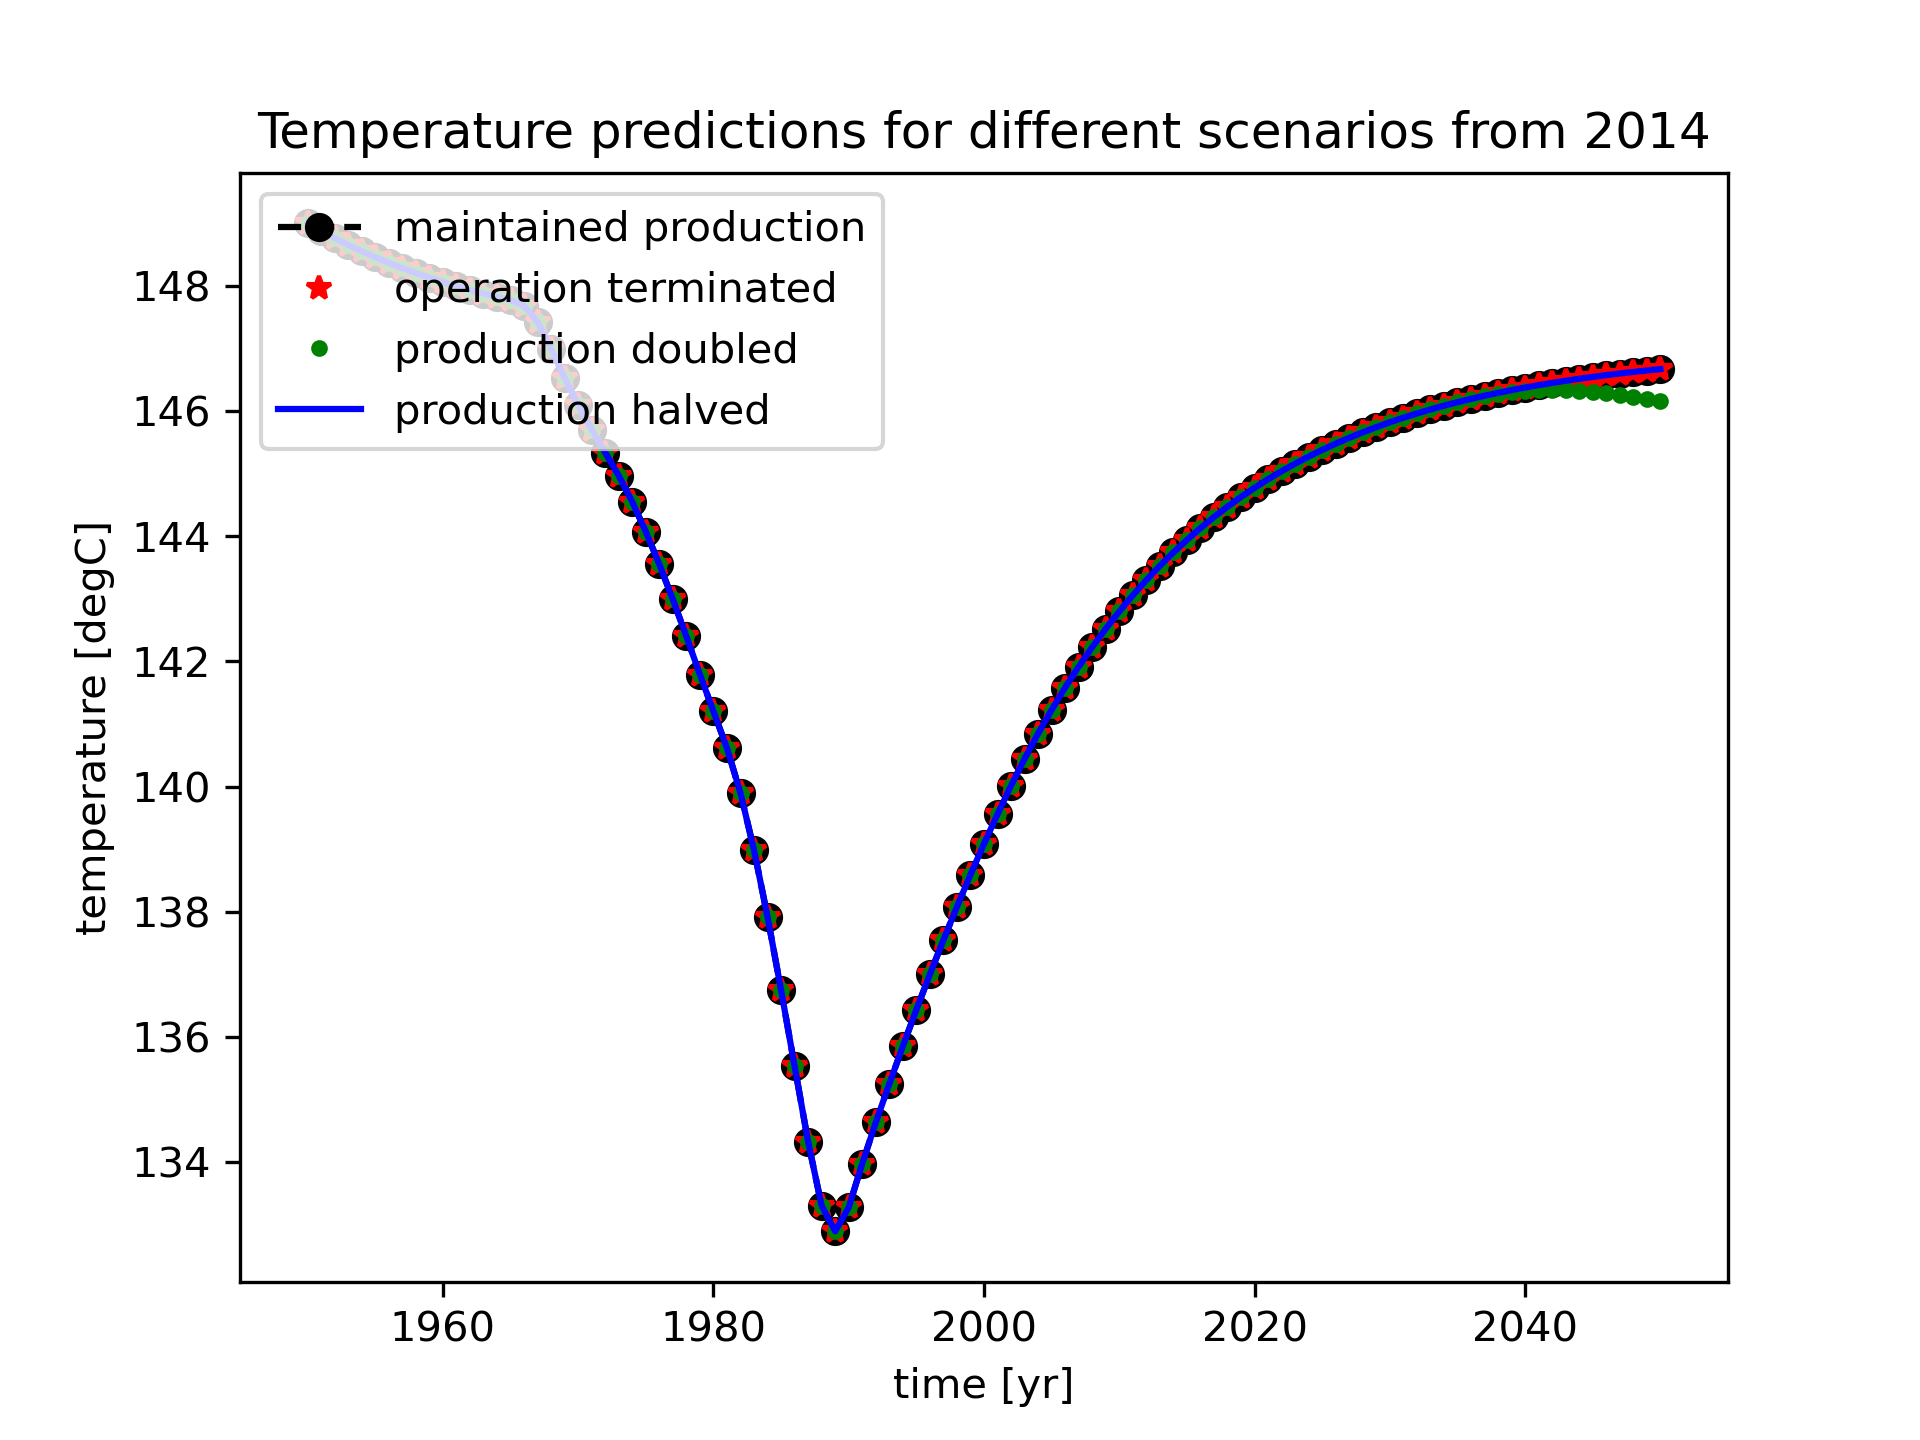 Temperature predictions for different scenarios from 2014
maintained production
operation terminated
production doubled
production halved
148
146
144
142
140
138
136
134
temperature [degC]
1960 1980 2000 2020 2040
time [yr]